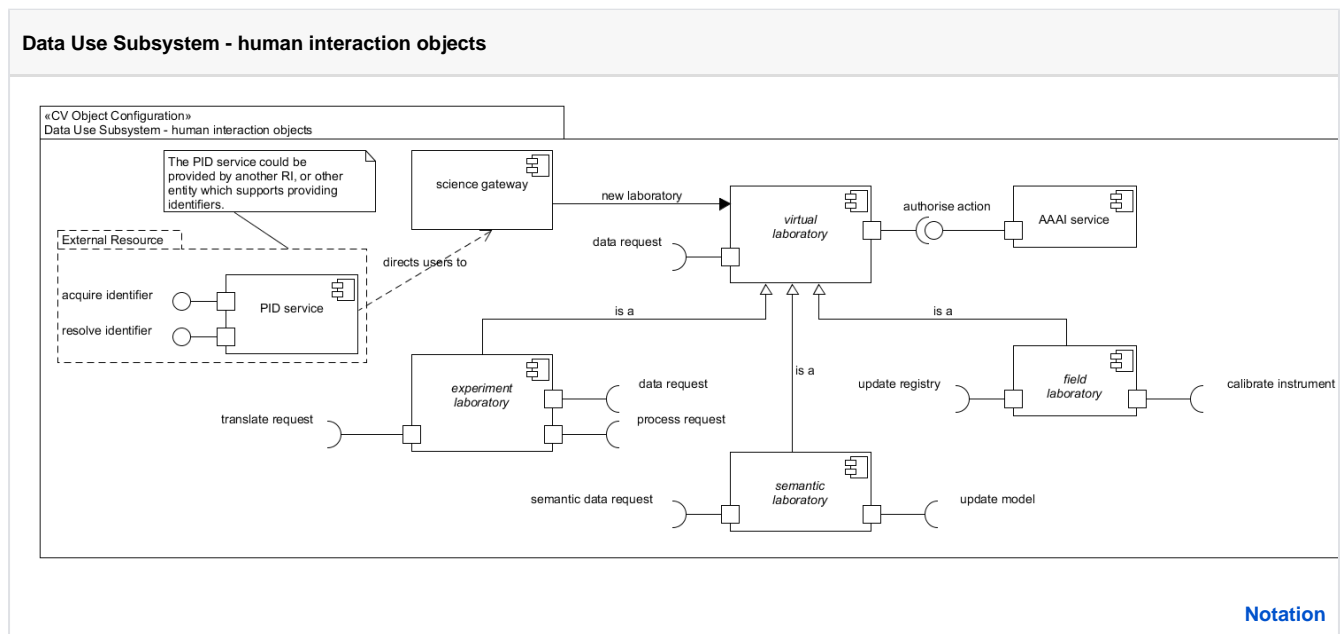 Data Use Subsystem - human interaction objects
«CV Object Configuration»
Data Use Subsystem - human interaction objects
The PID service could be
provided by another RI, or other
entity which supports providing
identifiers.
science gateway
new laboratory
virtual
laboratory
authorise action
AAAI service
data request
External Resource
directs users to
acquire identifier
PID service
resolve identifier
is a
is a
is a
experiment
laboratory
data request
process request
translate request
update registry
field
laboratory
calibrate instrument
semantic data request
semantic
laboratory
update model
Notation